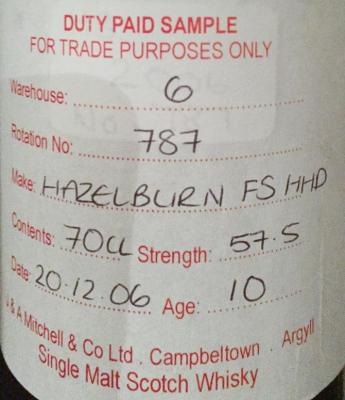 DUTY PAID SAMPLE
FOR TRADE PURPOSES ONLY
Warehouse: 6
Rotation No: 787
Make: HAZELBURN FS HHD
Contents: 70CL Strength: 57.5
Date: 20.12.06 Age: 10
J & A Mitchell & Co Ltd . Campbeltown . Argyll
Single Malt Scotch Whisky